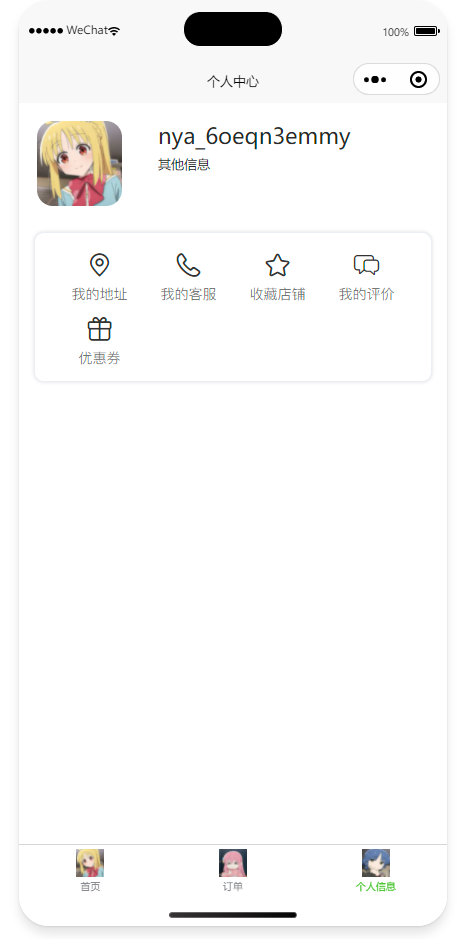 WeChat 100%
个人中心
nya_6oeqn3emmy
其他信息
我的地址 我的客服 收藏店铺 我的评价
优惠券
首页 订单 个人信息